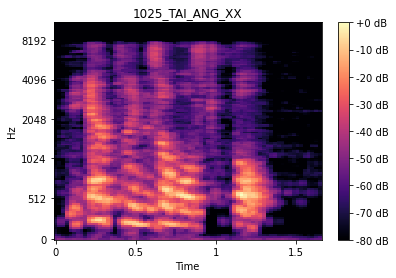 1025_TAI_ANG_XX
8192
4096
2048
1024
512
0
Hz
0
0.5
1
1.5
Time
+0 dB
-10 dB
-20 dB
-30 dB
-40 dB
-50 dB
-60 dB
-70 dB
-80 dB